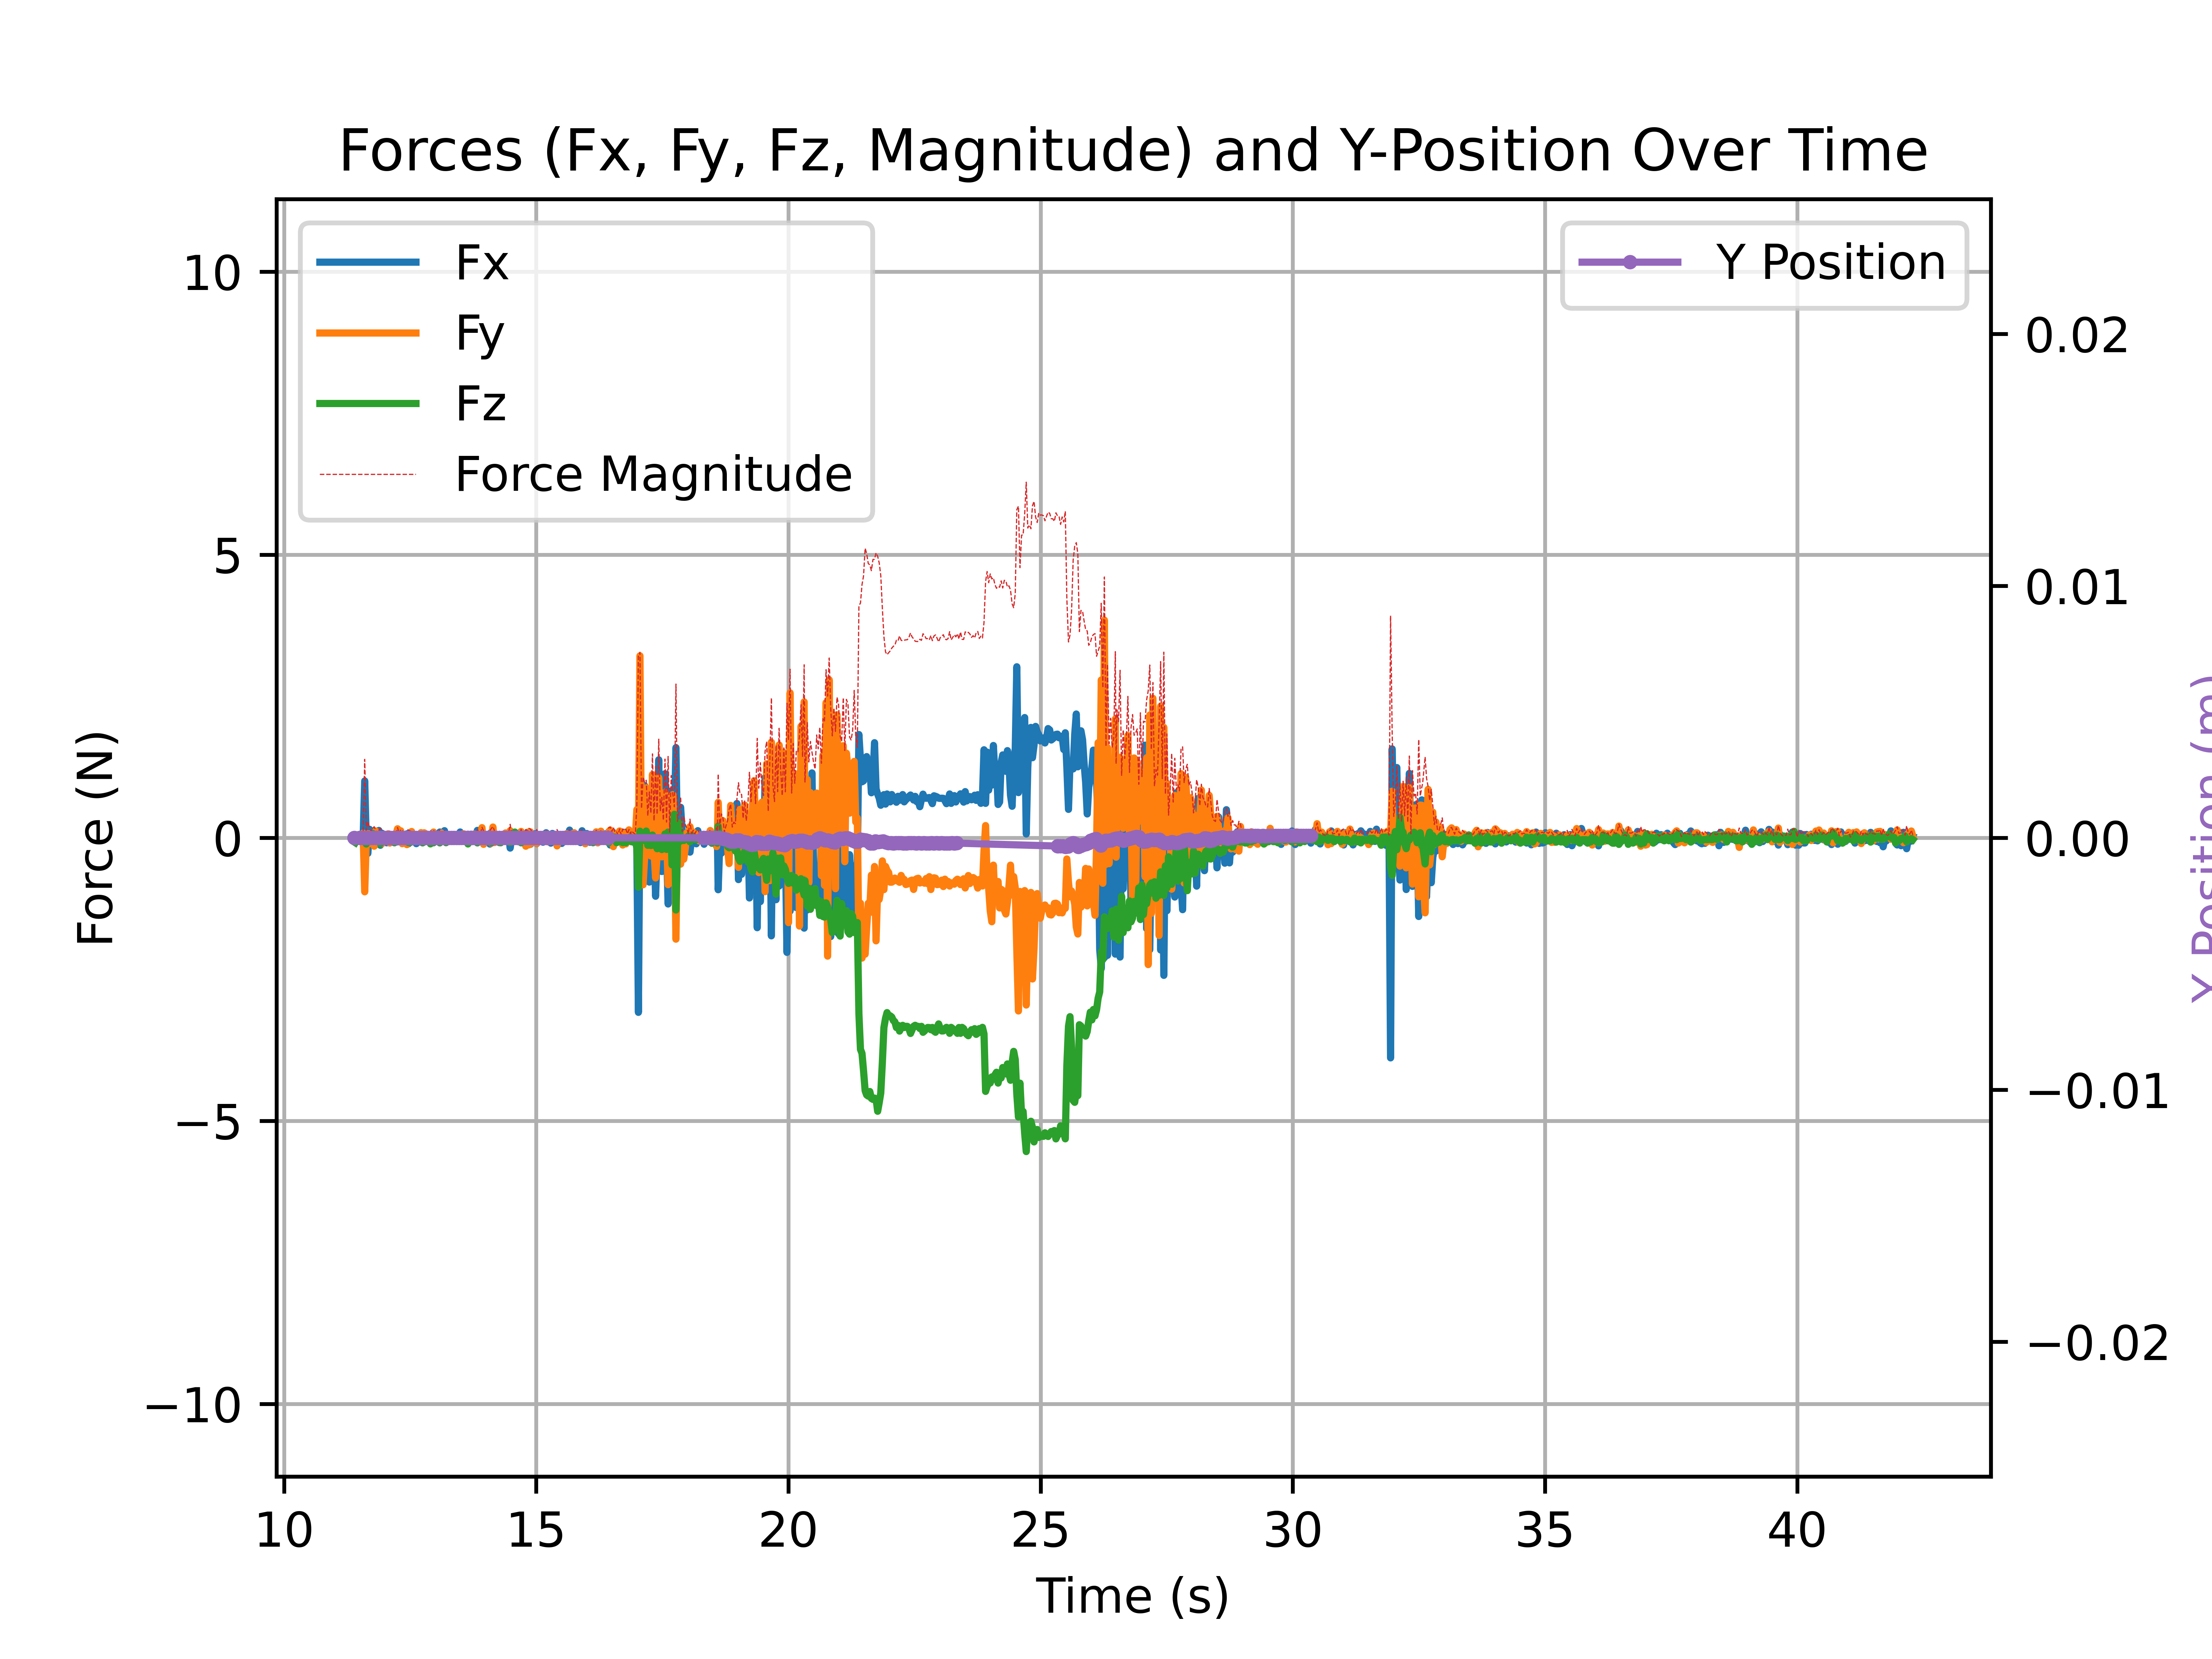 Forces (Fx, Fy, Fz, Magnitude) and Y-Position Over Time
Fx
Fy
Fz
Force Magnitude
Y Position
10
5
0
−5
−10
Force (N)
0.02
0.01
0.00
−0.01
−0.02
Y Position (m)
10
15
20
25
30
35
40
Time (s)